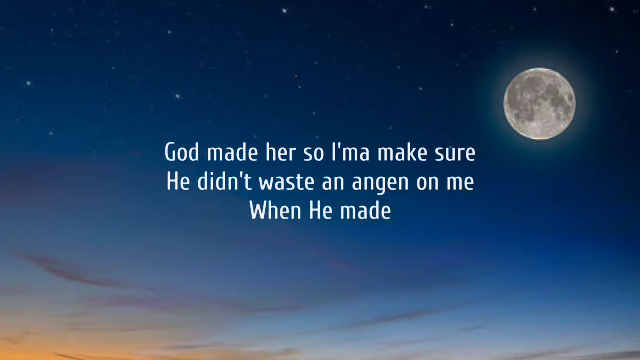 God made her so I'ma make sure
He didn't waste an angen on me
When He made